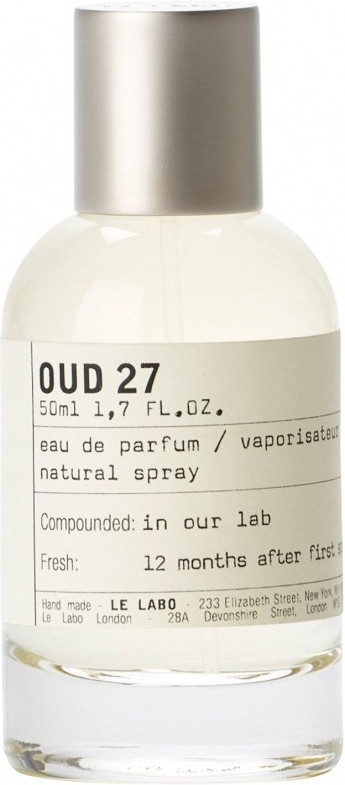 OUD 27
50ml 1,7 FL.OZ.
eau de parfum / vaporisateur
natural spray
Compounded: in our lab
Fresh: 12 months after first
Hand made - LE LABO - 233 Elizabeth Street, New York,
Le Labo London - 28A Devonshire Street, London